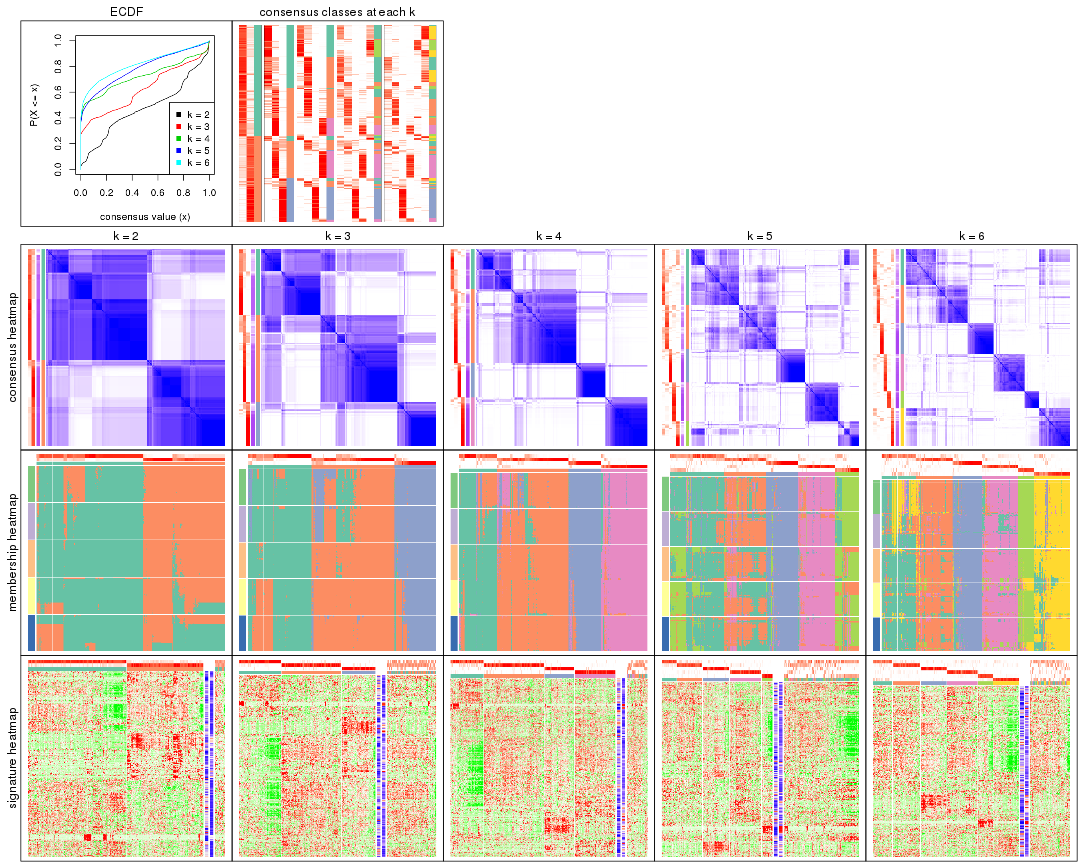 ECDF
consensus classes at each k
P(X <= x)
0.0 0.2 0.4 0.6 0.8 1.0
k = 2
k = 3
k = 4
k = 5
k = 6
0.0 0.2 0.4 0.6 0.8 1.0
consensus value (x)
k = 2
k = 3
k = 4
k = 5
k = 6
consensus heatmap
membership heatmap
signature heatmap